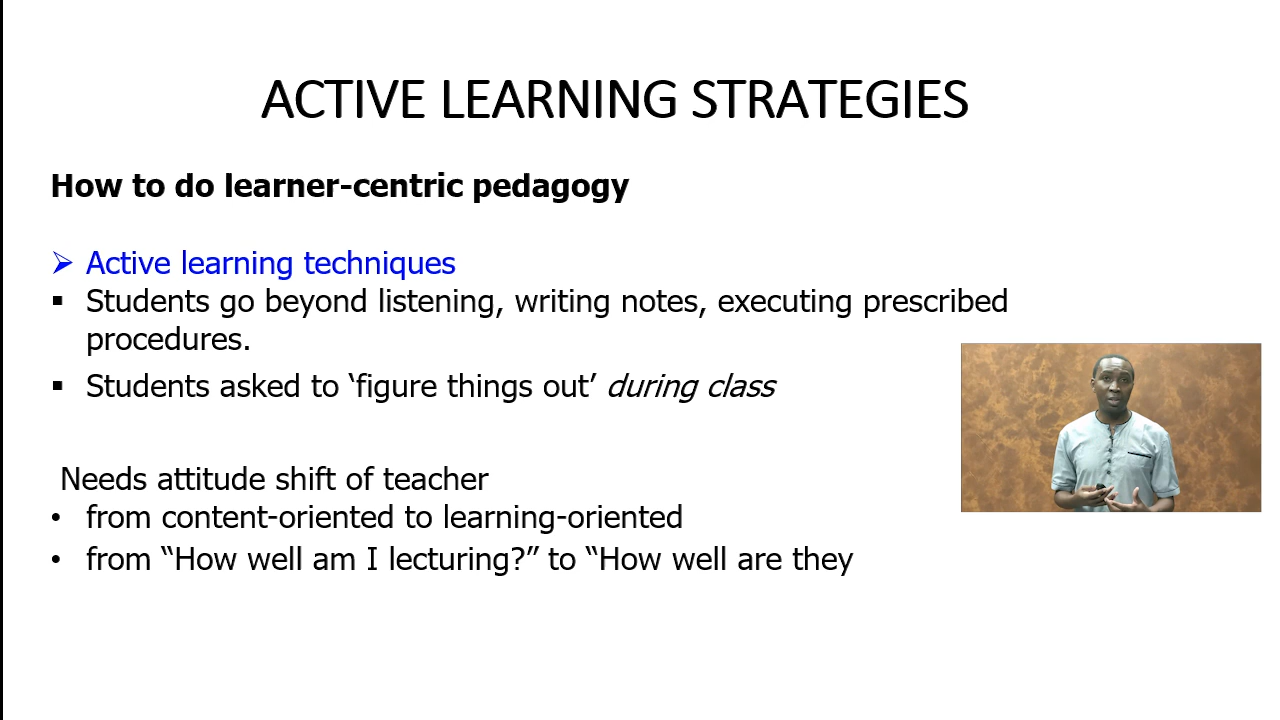 ACTIVE LEARNING STRATEGIES
How to do learner-centric pedagogy
➢ Active learning techniques
▪ Students go beyond listening, writing notes, executing prescribed
procedures.
▪ Students asked to ‘figure things out’ during class
Needs attitude shift of teacher
• from content-oriented to learning-oriented
• from “How well am I lecturing?” to “How well are they